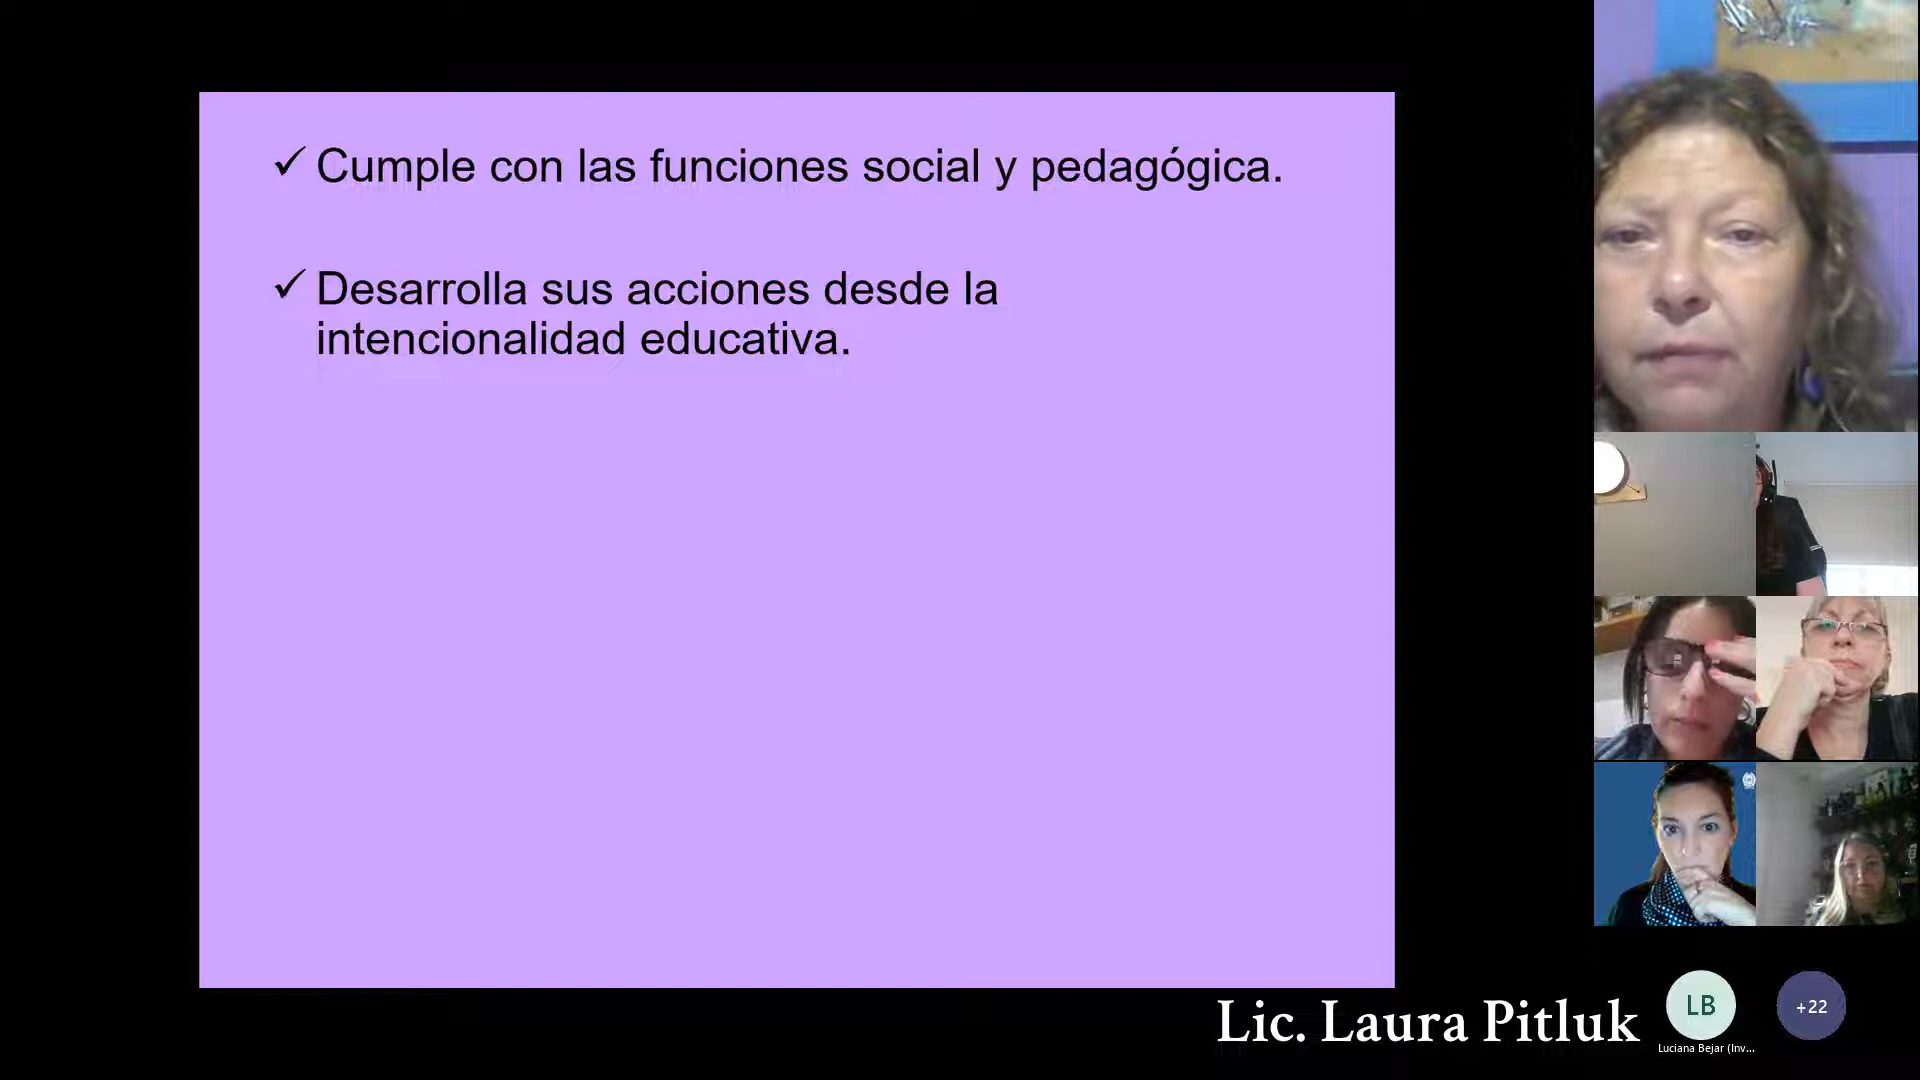 ✓ Cumple con las funciones social y pedagógica.
✓ Desarrolla sus acciones desde la
intencionalidad educativa.
Lic. Laura Pitluk
LB
+22
Luciana Bejar (Inv...